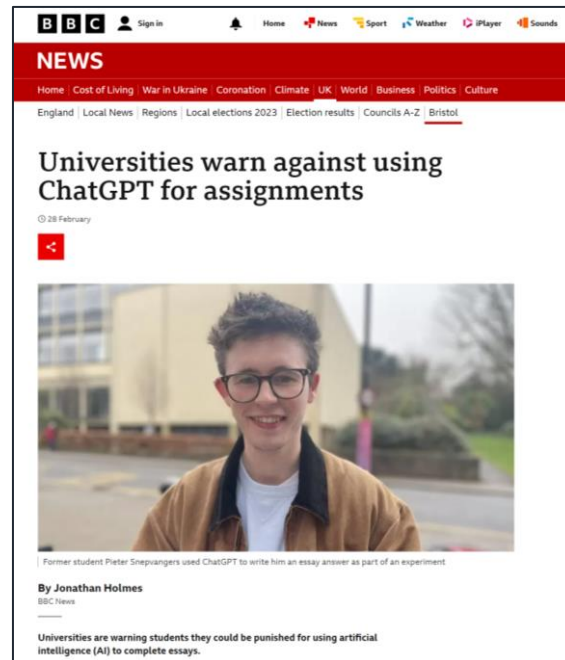 BBC Sign in Home News Sport Weather iPlayer Sounds
NEWS
Home Cost of Living War in Ukraine Coronation Climate UK World Business Politics Culture
England Local News Regions Local elections 2023 Election results Councils A-Z Bristol
Universities warn against using
ChatGPT for assignments
28 February
Former student Pieter Snepvangers used ChatGPT to write him an essay answer as part of an experiment
By Jonathan Holmes
BBC News
Universities are warning students they could be punished for using artificial
intelligence (AI) to complete essays.